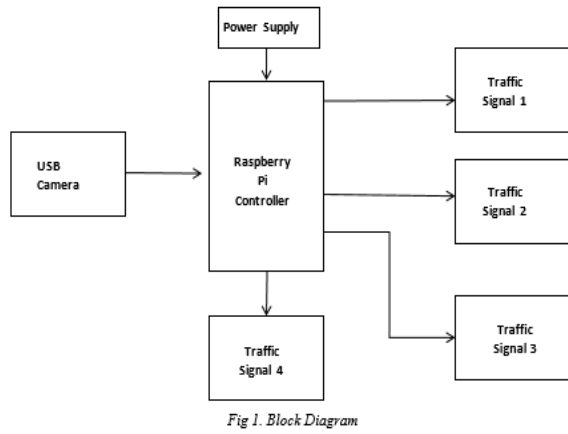 Power Supply
Traffic
Signal 1
USB
Camera
Raspberry
Pi
Controller
Traffic
Signal 2
Traffic
Signal 3
Traffic
Signal 4
Fig 1. Block Diagram